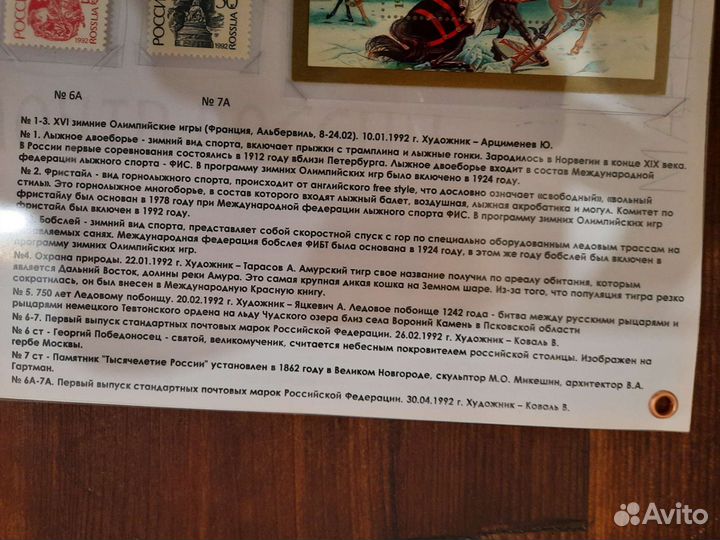 РОССИЯ
1992 ROSSIJA
РОССИЯ
1992 ROSSIJA
№ 6А
№ 7А
№ 1-3. XVI зимние Олимпийские игры (Франция, Альбервиль, 8-24.02). 10.01.1992 г. Художник – Арцименев Ю.
№ 1. Лыжное двоеборье - зимний вид спорта, включает прыжки с трамплина и лыжные гонки. Зародилось в Норвегии в конце XIX века.
В России первые соревнования состоялись в 1912 году вблизи Петербурга. Лыжное двоеборье входит в состав Международной
федерации лыжного спорта - ФИС. В программу зимних Олимпийских игр было включено в 1924 году.
№ 2. Фристайл - вид горнолыжного спорта, происходит от английского free style, что дословно означает «свободный», «вольный
стиль». Это горнолыжное многоборье, в состав которого входят лыжный балет, воздушная, лыжная акробатика и могул. Комитет по
фристайлу был основан в 1978 году при Международной федерации лыжного спорта ФИС. В программу зимних Олимпийских игр
фристайл был включен в 1992 году.
Бобслей - зимний вид спорта, представляет собой скоростной спуск с гор по специально оборудованным ледовым трассам на
управляемых санях. Международная федерация бобслея ФИБТ была основана в 1924 году, в этом же году бобслей был включен в
программу зимних Олимпийских игр.
№4. Охрана природы. 22.01.1992 г. Художник – Тарасов А. Амурский тигр свое название получил по ареалу обитания, которым
является Дальний Восток, долины реки Амура. Это самая крупная дикая кошка на Земном шаре. Из-за того, что популяция тигра резко
сократилась, он был внесен в Международную Красную книгу.
№ 5. 750 лет Ледовому побоищу. 20.02.1992 г. Художник – Яцкевич А. Ледовое побоище 1242 года - битва между русскими рыцарями и
рыцарями немецкого Тевтонского ордена на льду Чудского озера близ села Вороний Камень в Псковской области
№ 6-7. Первый выпуск стандартных почтовых марок Российской Федерации. 26.02.1992 г. Художник – Коваль В.
№ 6 ст - Георгий Победоносец - святой, великомученик, считается небесным покровителем российской столицы. Изображен на
гербе Москвы.
№ 7 ст - Памятник "Тысячелетие России" установлен в 1862 году в Великом Новгороде, скульптор М.О. Микешин, архитектор В.А.
Гартман.
№ 6А-7А. Первый выпуск стандартных почтовых марок Российской Федерации. 30.04.1992 г. Художник – Коваль В.
Avito